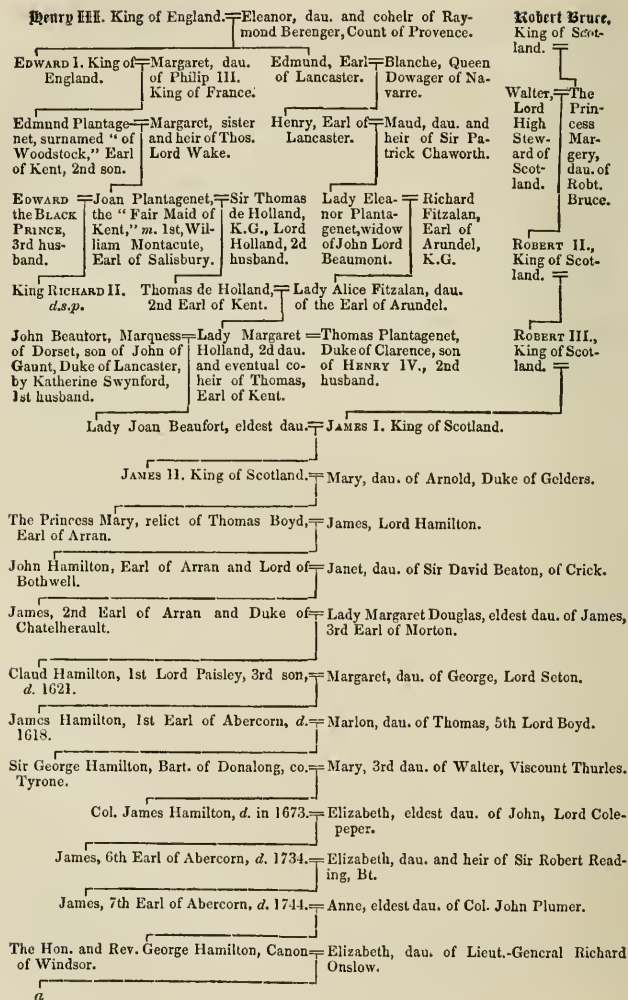 Henry III. King of England.=Eleanor, dau. and coheir of Ray-
mond Berenger, Count of Provence.
Robert Bruce,
King of Scot-
land.
EDWARD I. King of=Margaret, dau.
England.
of Philip III.
King of France.
Edmund, Earl=Blanche, Queen
of Lancaster.
Dowager of Na-
varre.
Walter,=The
Lord
High
Stew-
ard of
Scot-
land.
Prin-
cess
Mar-
gery,
dau. of
Robt.
Bruce.
Edmund Plantage-=Margaret, sister
net, surnamed "of
Woodstock," Earl
of Kent, 2nd son.
and heir of Thos.
Lord Wake.
Henry, Earl of=Maud, dau. and
Lancaster.
heir of Sir Pa-
trick Chaworth.
EDWARD
the BLACK
PRINCE,
3rd hus-
band.
=Joan Plantagenet,
the "Fair Maid of
Kent," m. 1st, Wil-
liam Montacute,
Earl of Salisbury.
=Sir Thomas
de Holland,
K.G., Lord
Holland, 2d
husband.
Lady Elea-
nor Planta-
genet, widow
of John Lord
Beaumont.
= Richard
Fitzalan,
Earl of
Arundel,
K.G.
ROBERT II.,
King of Scot-
land. =
King RICHARD II.
d.s.p.
Thomas de Holland,=Lady Alice Fitzalan, dau.
2nd Earl of Kent.
of the Earl of Arundel.
John Beaufort, Marquess
of Dorset, son of John of
Gaunt, Duke of Lancaster,
by Katherine Swynford,
1st husband.
=Lady Margaret
Holland, 2d dau.
and eventual co-
heir of Thomas,
Earl of Kent.
=Thomas Plantagenet,
Duke of Clarence, son
of HENRY IV., 2nd
husband.
ROBERT III.,
King of Scot-
land. =
Lady Joan Beaufort, eldest dau.=JAMES I. King of Scotland.
JAMES II. King of Scotland.=Mary, dau. of Arnold, Duke of Gelders.
The Princess Mary, relict of Thomas Boyd,=James, Lord Hamilton.
Earl of Arran.
John Hamilton, Earl of Arran and Lord of=Janet, dau. of Sir David Beaton, of Crick.
Bothwell.
James, 2nd Earl of Arran and Duke of=Lady Margaret Douglas, eldest dau. of James,
Chatelherault.
3rd Earl of Morton.
Claud Hamilton, 1st Lord Paisley, 3rd son,=Margaret, dau. of George, Lord Seton.
d. 1621.
James Hamilton, 1st Earl of Abercorn, d.=Marlon, dau. of Thomas, 5th Lord Boyd.
1618.
Sir George Hamilton, Bart. of Donalong, co.=Mary, 3rd dau. of Walter, Viscount Thurles.
Tyrone.
Col. James Hamilton, d. in 1673.=Elizabeth, eldest dau. of John, Lord Cole-
peper.
James, 6th Earl of Abercorn, d. 1734.=Elizabeth, dau. and heir of Sir Robert Read-
ing, Bt.
James, 7th Earl of Abercorn, d. 1744.=Anne, eldest dau. of Col. John Plumer.
The Hon. and Rev. George Hamilton, Canon=Elizabeth, dau. of Lieut.-General Richard
of Windsor.
Onslow.
a